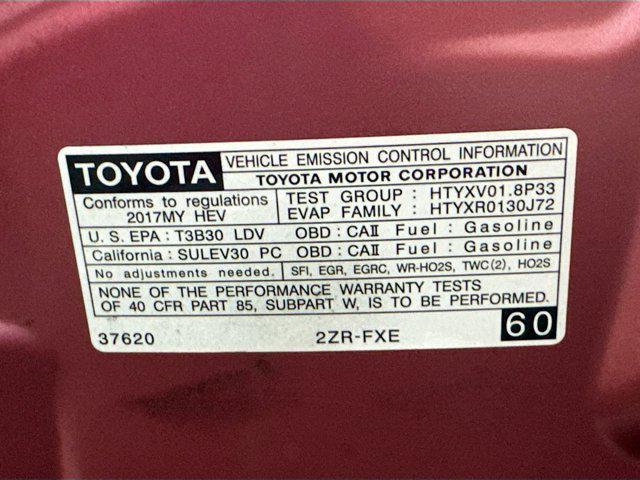 TOYOTA
VEHICLE EMISSION CONTROL INFORMATION
TOYOTA MOTOR CORPORATION
Conforms to regulations
2017MY HEV
TEST GROUP : HTYXV01.8P33
EVAP FAMILY : HTYXR0130J72
U. S. EPA : T3B30 LDV OBD : CAⅡ Fuel : Gasoline
California : SULEV30 PC OBD : CAⅡ Fuel : Gasoline
No adjustments needed. SFI, EGR, EGRC, WR-HO2S, TWC(2), HO2S
NONE OF THE PERFORMANCE WARRANTY TESTS
OF 40 CFR PART 85, SUBPART W, IS TO BE PERFORMED.
37620 2ZR-FXE 60